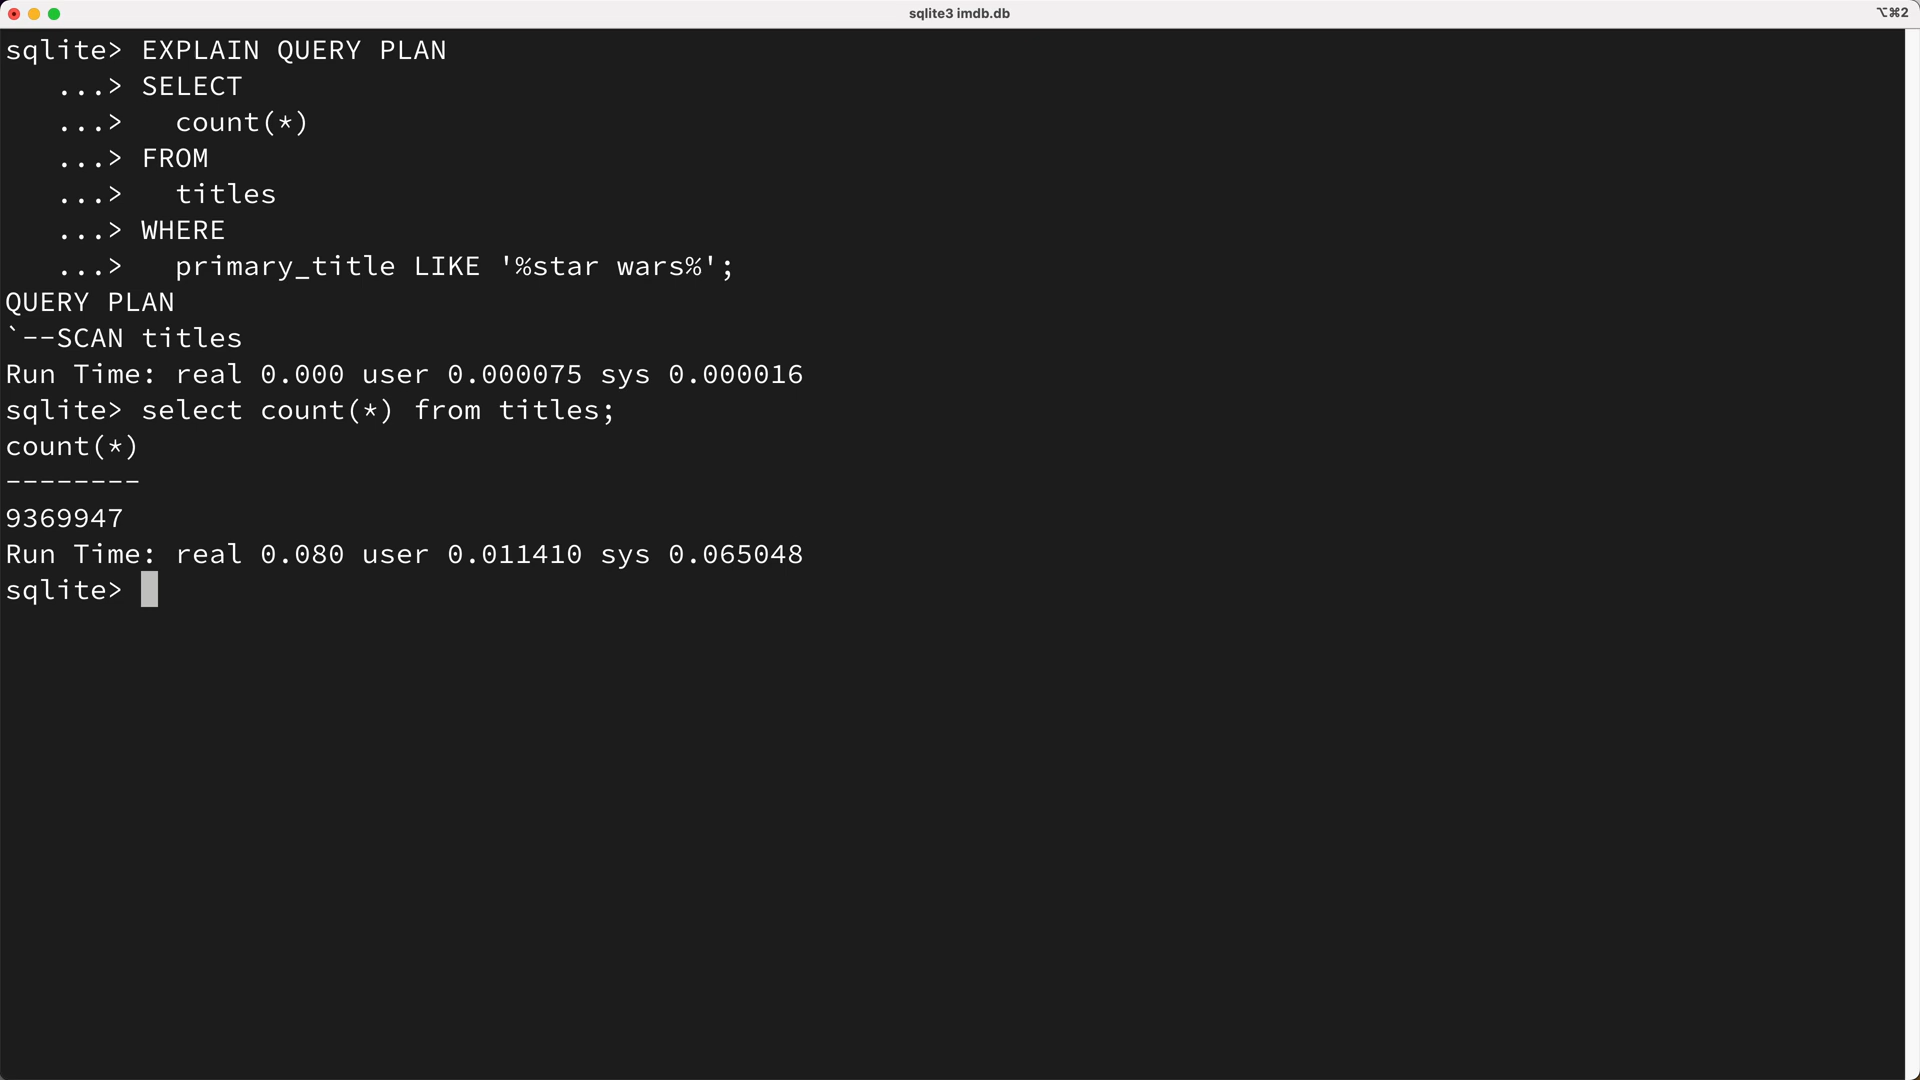 sqlite3 imdb.db
⌥⌘2
sqlite> EXPLAIN QUERY PLAN
   ...> SELECT
   ...>   count(*)
   ...> FROM
   ...>   titles
   ...> WHERE
   ...>   primary_title LIKE '%star wars%';
QUERY PLAN
`--SCAN titles
Run Time: real 0.000 user 0.000075 sys 0.000016
sqlite> select count(*) from titles;
count(*)
--------
9369947
Run Time: real 0.080 user 0.011410 sys 0.065048
sqlite>